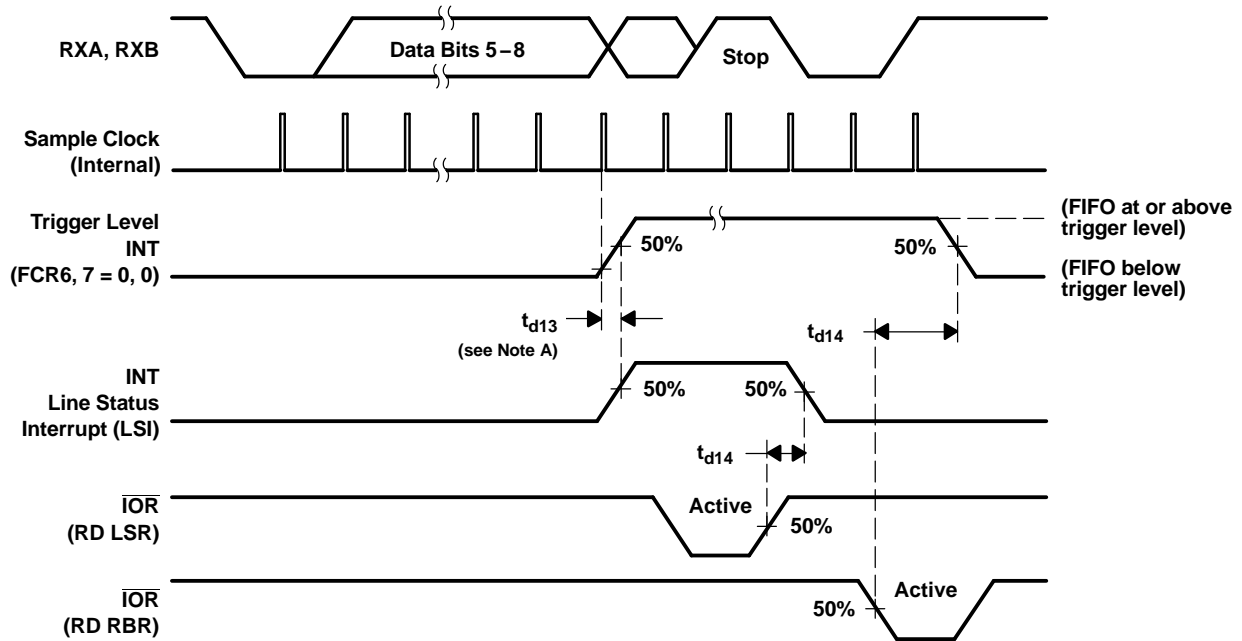 RXA, RXB
Data Bits 5–8
Stop
Sample Clock
(Internal)
Trigger Level
INT
(FCR6, 7 = 0, 0)
50%
50%
(FIFO at or above
trigger level)
(FIFO below
trigger level)
td13
(see Note A)
td14
INT
Line Status
Interrupt (LSI)
50%
50%
td14
IOR
(RD LSR)
Active
50%
IOR
(RD RBR)
50%
Active